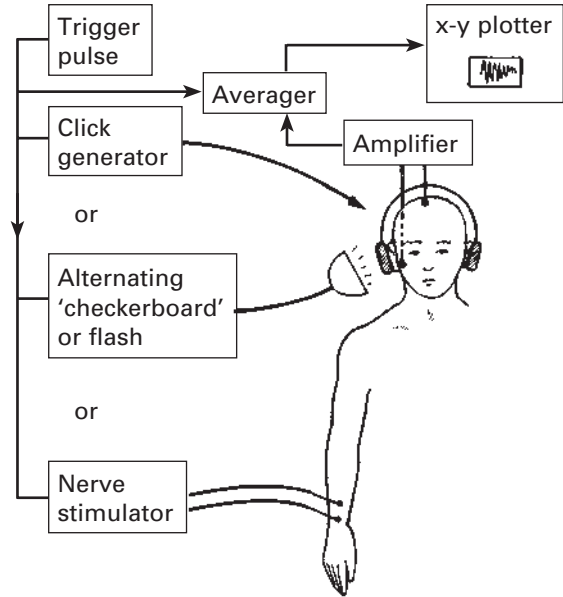 Trigger
pulse
x-y plotter
Averager
Click
generator
Amplifier
or
Alternating
‘checkerboard’
or flash
or
Nerve
stimulator